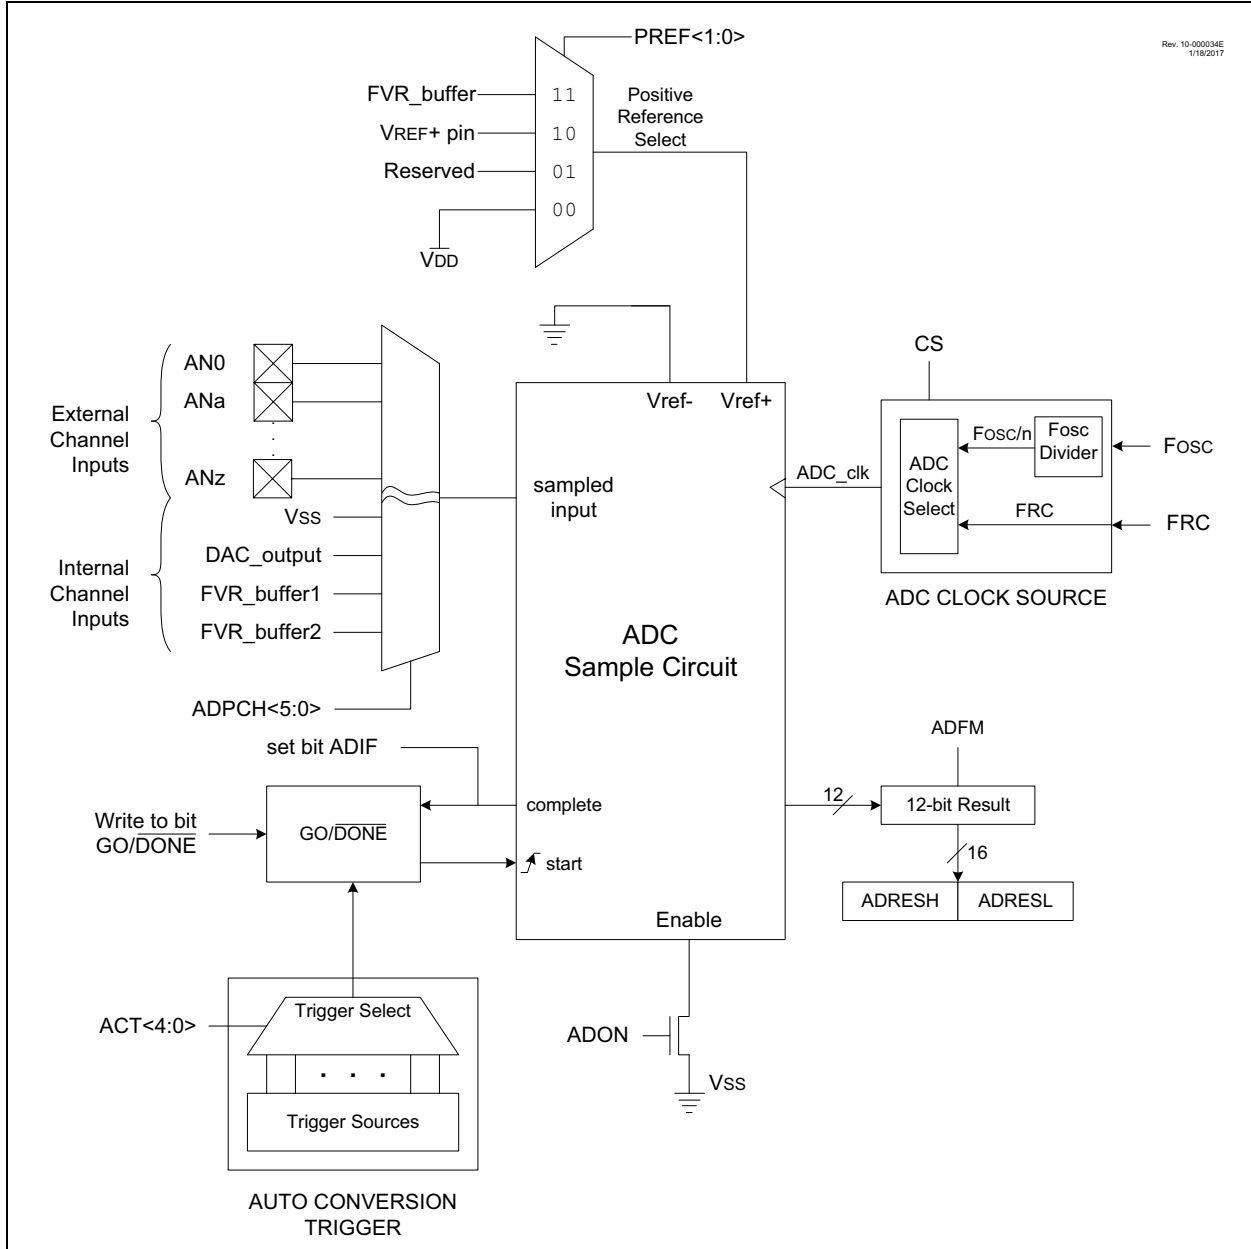 PREF<1:0>
Rev. 10-000034E
1/18/2017
FVR_buffer
11
Positive
Reference
Select
VREF+ pin
10
Reserved
01
00
VDD
External
Channel
Inputs
AN0
ANa
.
.
.
ANz
Internal
Channel
Inputs
VSS
DAC_output
FVR_buffer1
FVR_buffer2
ADPCH<5:0>
Vref-
Vref+
sampled
input
ADC
Sample Circuit
ADC_clk
CS
ADC
Clock
Select
FOSC/n
Fosc
Divider
FOSC
FRC
FRC
ADC CLOCK SOURCE
set bit ADIF
Write to bit
GO/DONE
GO/DONE
complete
start
Enable
ADFM
12
12-bit Result
16
ADRESH
ADRESL
ADON
VSS
ACT<4:0>
Trigger Select
. . .
Trigger Sources
AUTO CONVERSION
TRIGGER